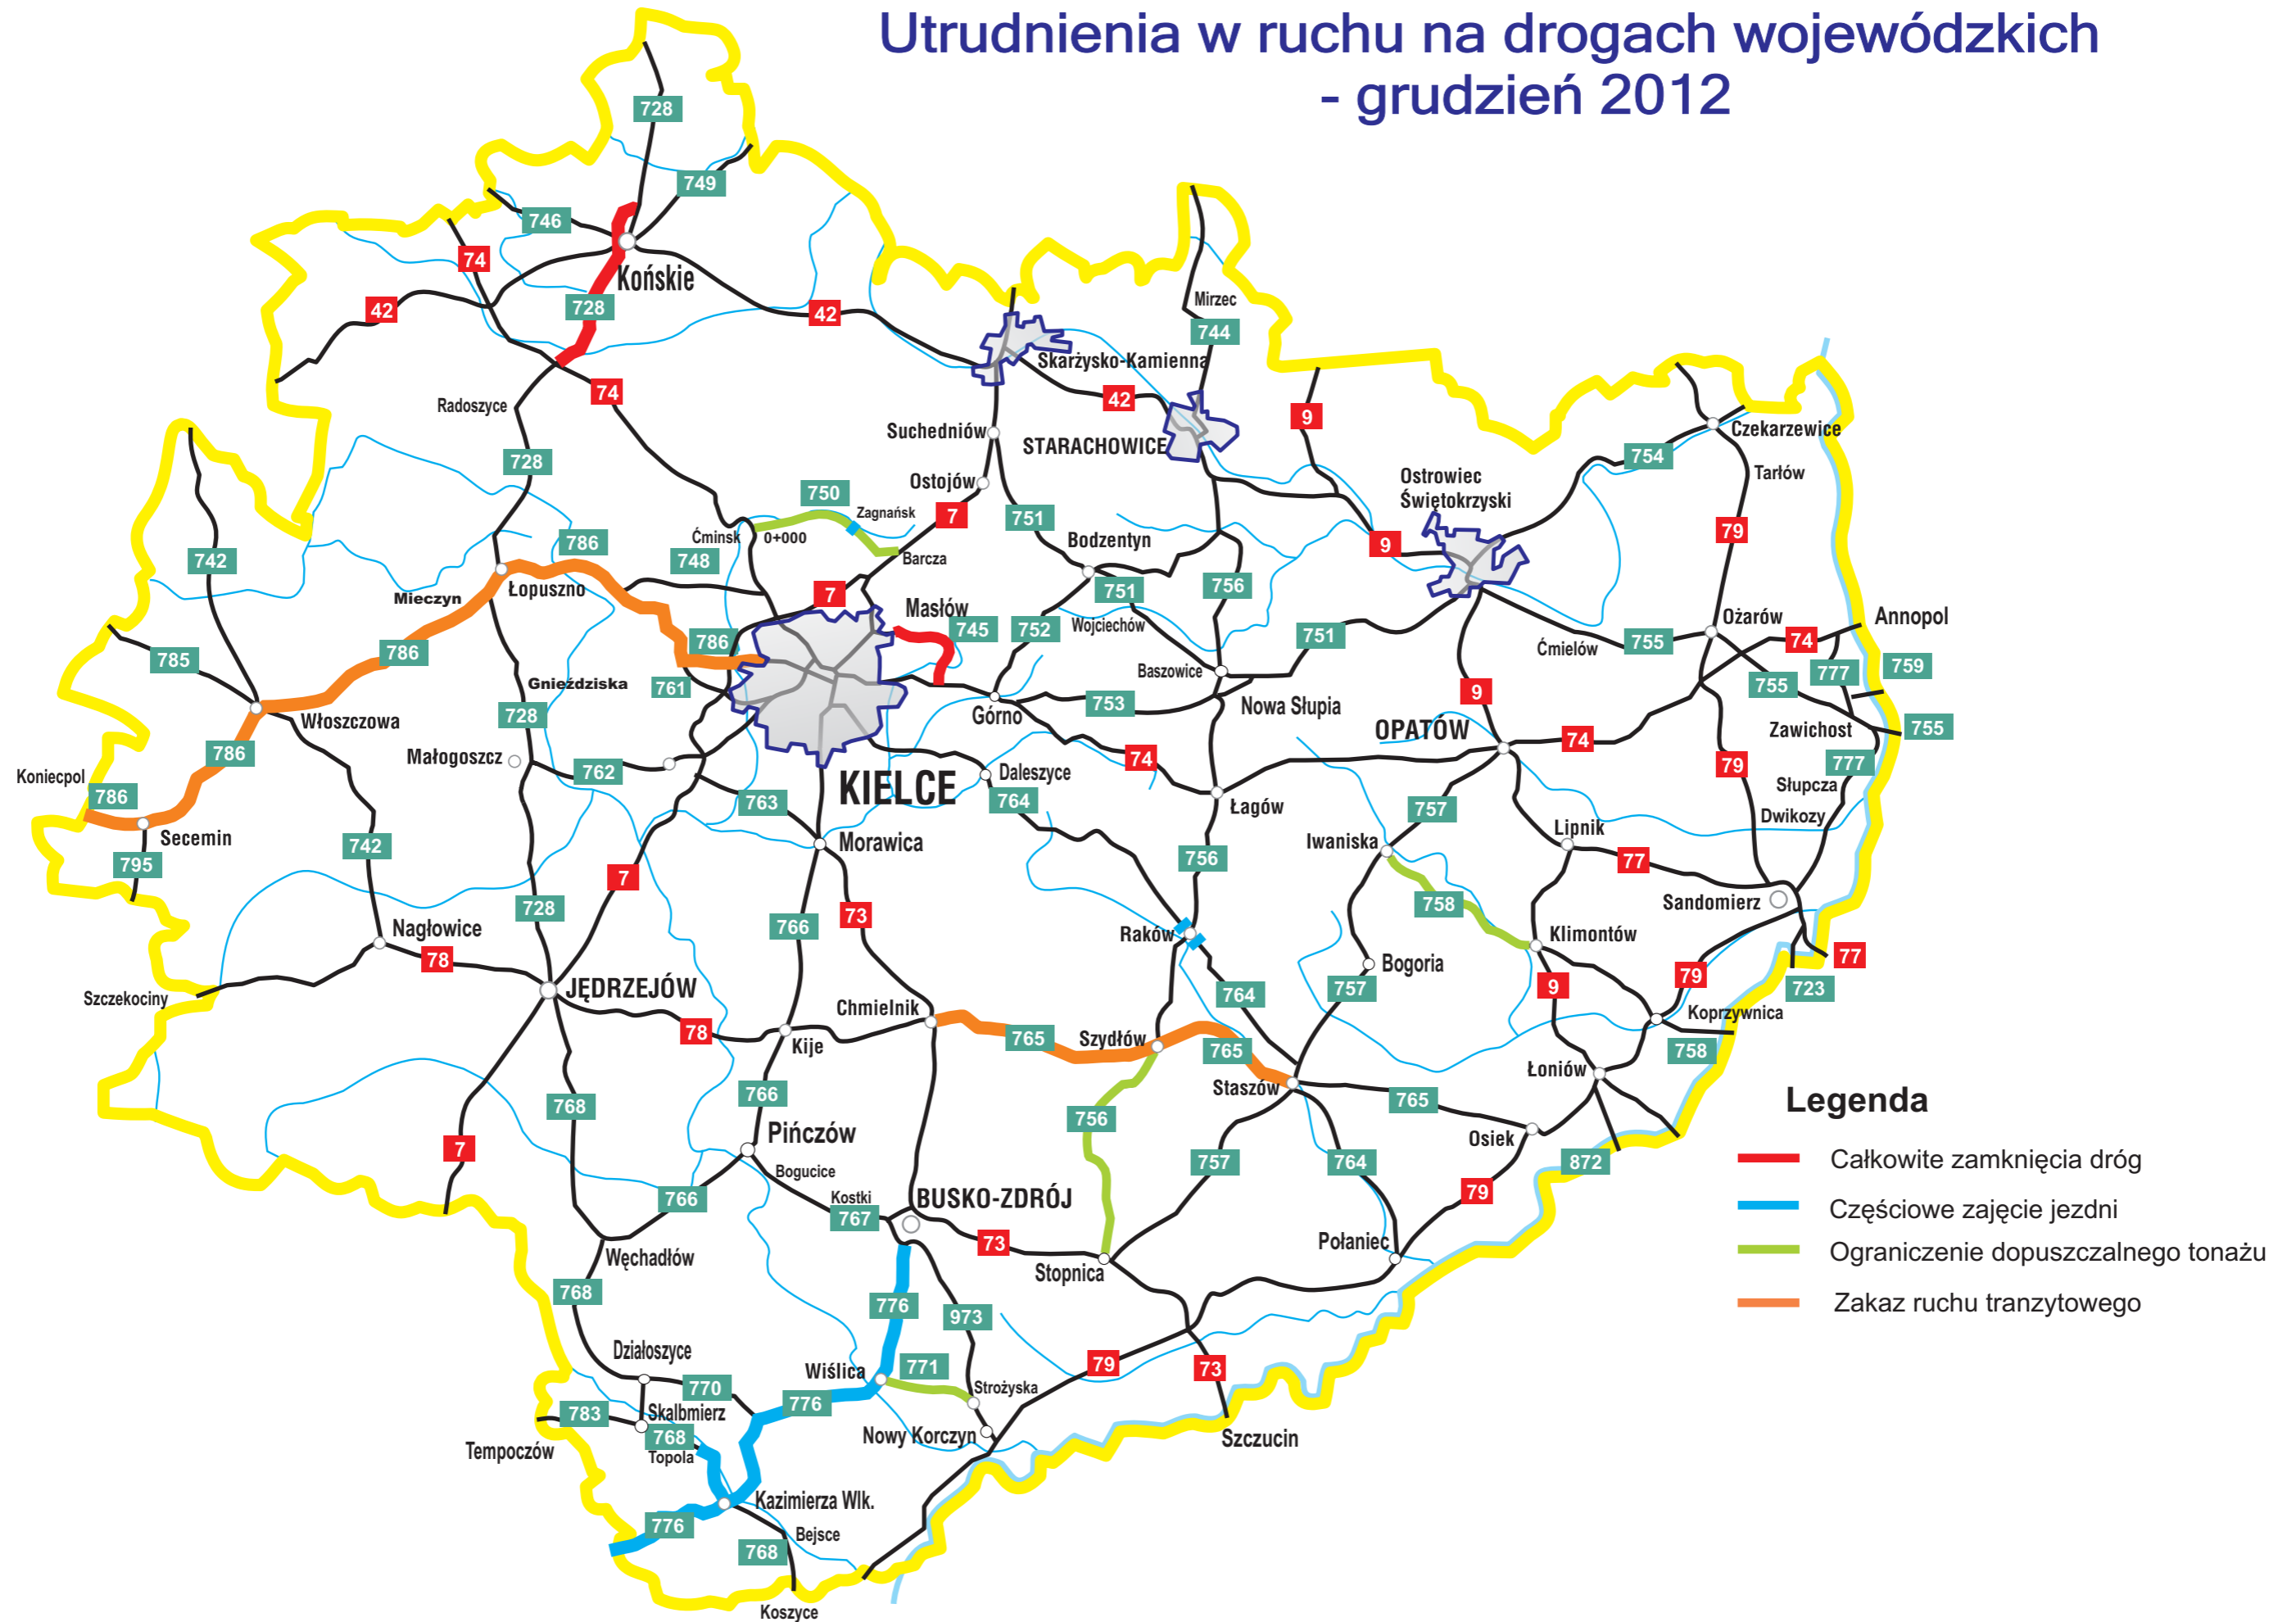 Utrudnienia w ruchu na drogach wojewódzkich
- grudzień 2012
728
749
746
74
Końskie
728
42
42
Mirzec
744
Skarżysko-Kamienna
74
Radoszyce
42
9
Suchedniów
STARACHOWICE
Czekarzewice
754
728
Ostojów
Ostrowiec
Świętokrzyski
Tarłów
750
Zagnańsk
7
751
79
Ćminsk
0+000
786
748
Barcza
Bodzentyn
9
742
Łopuszno
Mieczyn
7
Masłów
751
756
745
752
Wojciechów
751
Ożarów
Annopol
786
786
785
Ćmielów
755
74
777
759
Gnieździska
761
Baszowice
755
753
9
Nowa Słupia
Górno
728
Włoszczowa
OPATÓW
74
Zawichost
755
786
Małogoszcz
762
74
79
777
Koniecpol
786
KIELCE
Daleszyce
764
Słupcza
763
Łagów
757
Dwikozy
Secemin
742
Morawica
Iwaniska
Lipnik
795
756
77
7
Sandomierz
728
73
758
766
Nagłowice
Raków
Klimontów
78
Bogoria
77
Szczekociny
JĘDRZEJÓW
764
757
9
79
723
Chmielnik
Koprzywnica
78
Kije
765
Szydłów
765
758
Staszów
Łoniów
766
768
756
765
Legenda
Osiek
Całkowite zamknięcia dróg
7
Pińczów
Bogucice
757
764
872
Kostki
BUSKO-ZDRÓJ
79
766
767
Częściowe zajęcie jezdni
73
Połaniec
Ograniczenie dopuszczalnego tonażu
Węchadłów
Stopnica
768
776
973
Zakaz ruchu tranzytowego
Działoszyce
Wiślica
771
79
73
770
Strożyska
776
783
Skalbmierz
768
Nowy Korczyn
Szczucin
Tempoczów
Topola
Kazimierza Wlk.
776
Bejsce
768
Koszyce